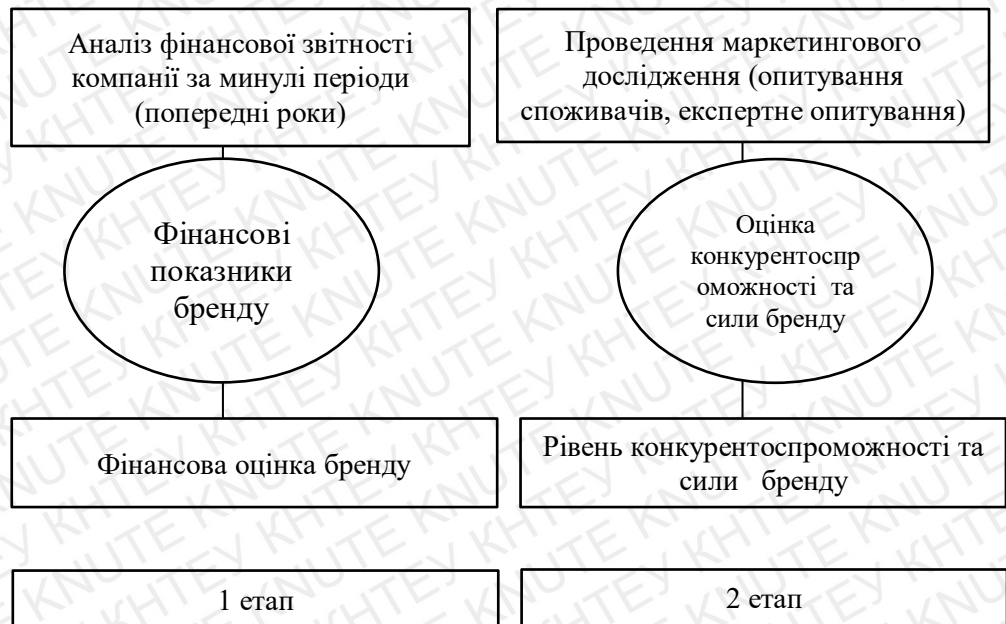 Аналіз фінансової звітності
компанії за минулі періоди
(попередні роки)
Проведення маркетингового
дослідження (опитування
споживачів, експертне опитування)
Фінансові
показники
бренду
Оцінка
конкурентоспр
оможності та
сили бренду
Фінансова оцінка бренду
Рівень конкурентоспроможності та
сили бренду
1 етап
2 етап